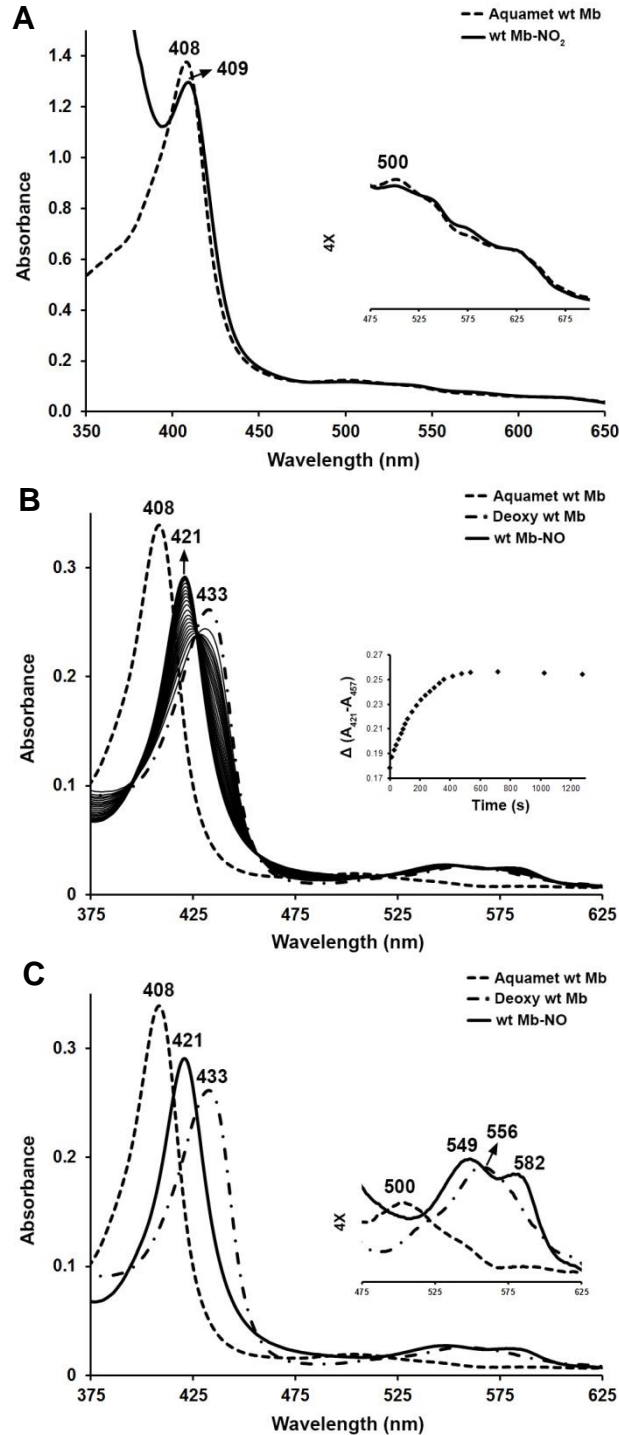 A
Aquamet wt Mb
wt Mb-NO₂
408
409
1.4
1.2
1.0
0.8
0.6
0.4
0.2
0.0
Absorbance
500
4X
475 525 575 625 675
350 400 450 500 550 600 650
Wavelength (nm)
B
Aquamet wt Mb
Deoxy wt Mb
wt Mb-NO
408
421
433
0.3
0.2
0.1
0
Absorbance
0.27
0.25
0.23
0.21
0.19
0.17
Δ (A₄₂₁-A₄₅₇)
0 200 400 600 800 1000 1200
Time (s)
375 425 475 525 575 625
Wavelength (nm)
C
Aquamet wt Mb
Deoxy wt Mb
wt Mb-NO
408
421
433
0.3
0.2
0.1
0
Absorbance
500
549
556
582
4X
475 525 575 625
375 425 475 525 575 625
Wavelength (nm)